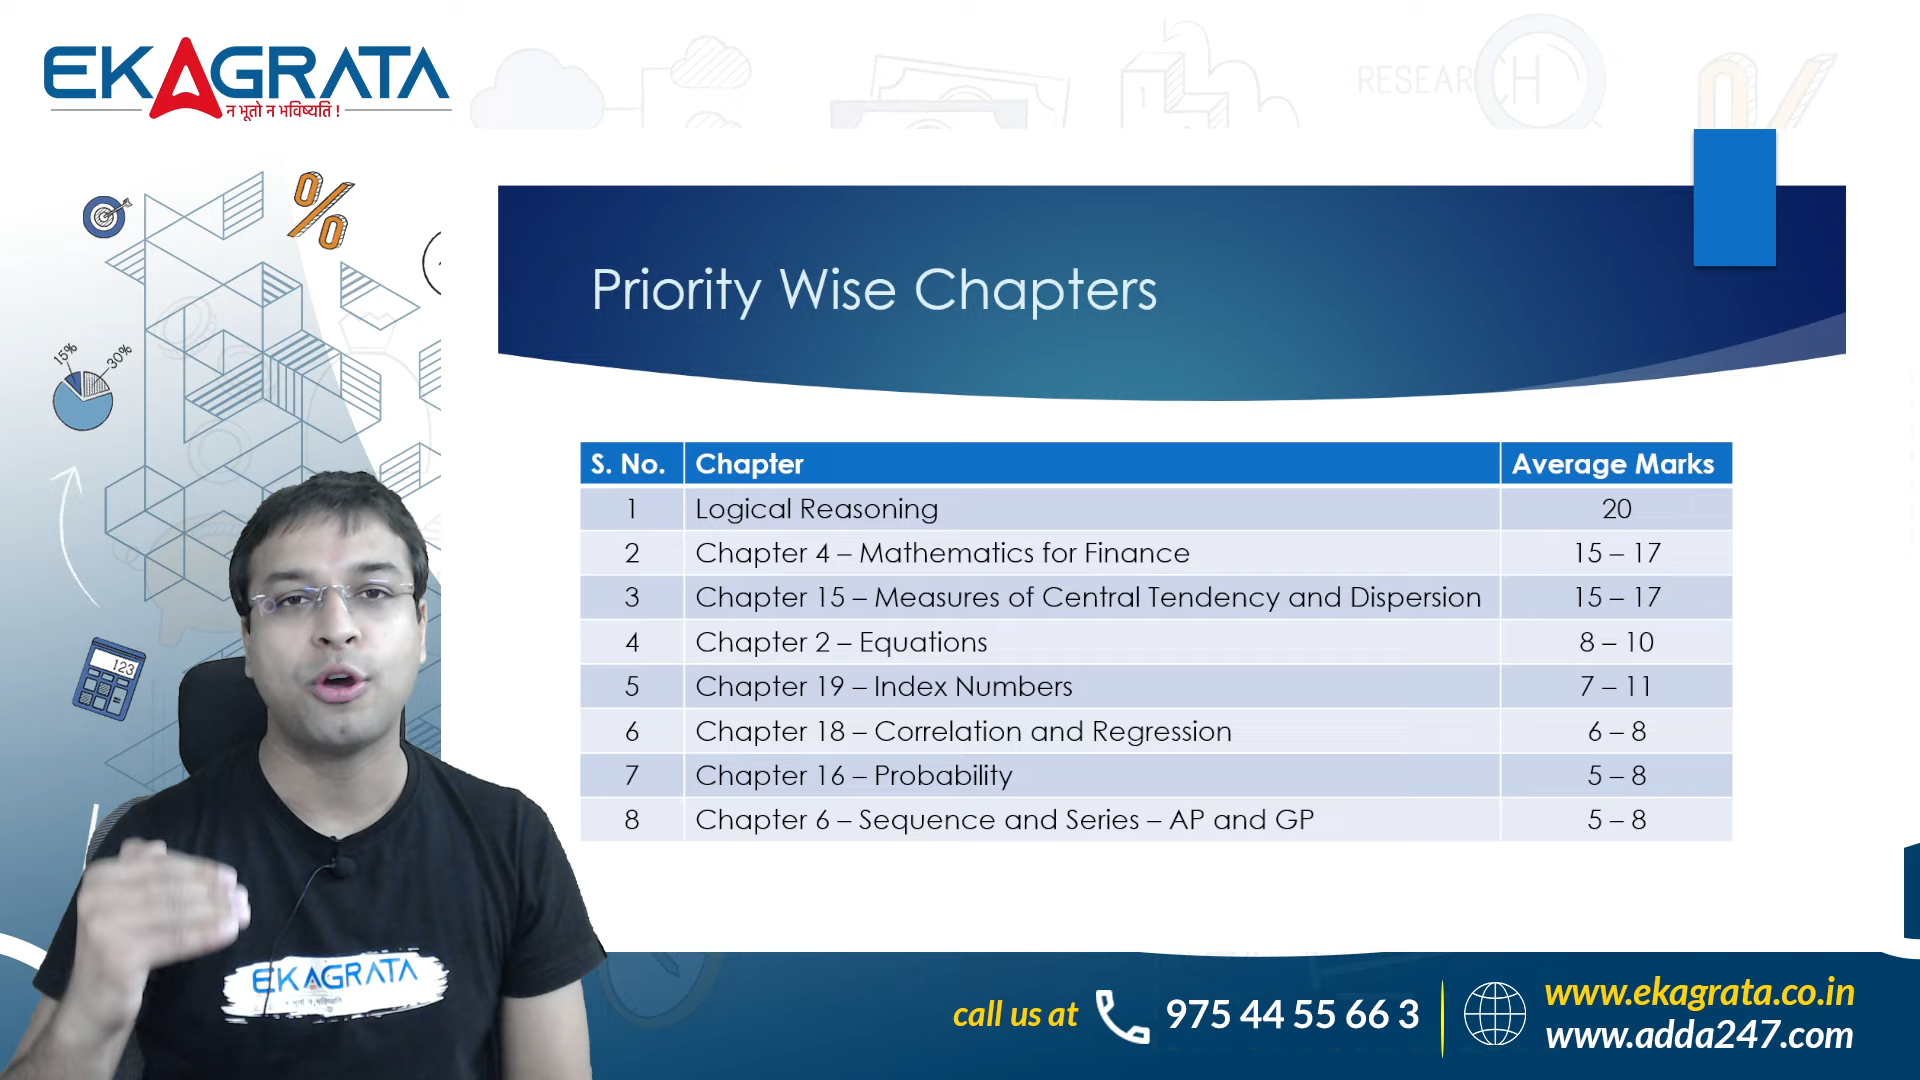 EKAGRATA
न भूतो न भविष्यति !
RESEARCH
%
%
15%
30%
123
Priority Wise Chapters
S. No. Chapter Average Marks
1 Logical Reasoning 20
2 Chapter 4 – Mathematics for Finance 15 – 17
3 Chapter 15 – Measures of Central Tendency and Dispersion 15 – 17
4 Chapter 2 – Equations 8 – 10
5 Chapter 19 – Index Numbers 7 – 11
6 Chapter 18 – Correlation and Regression 6 – 8
7 Chapter 16 – Probability 5 – 8
8 Chapter 6 – Sequence and Series – AP and GP 5 – 8
EKAGRATA
call us at 975 44 55 66 3
www.ekagrata.co.in
www.adda247.com